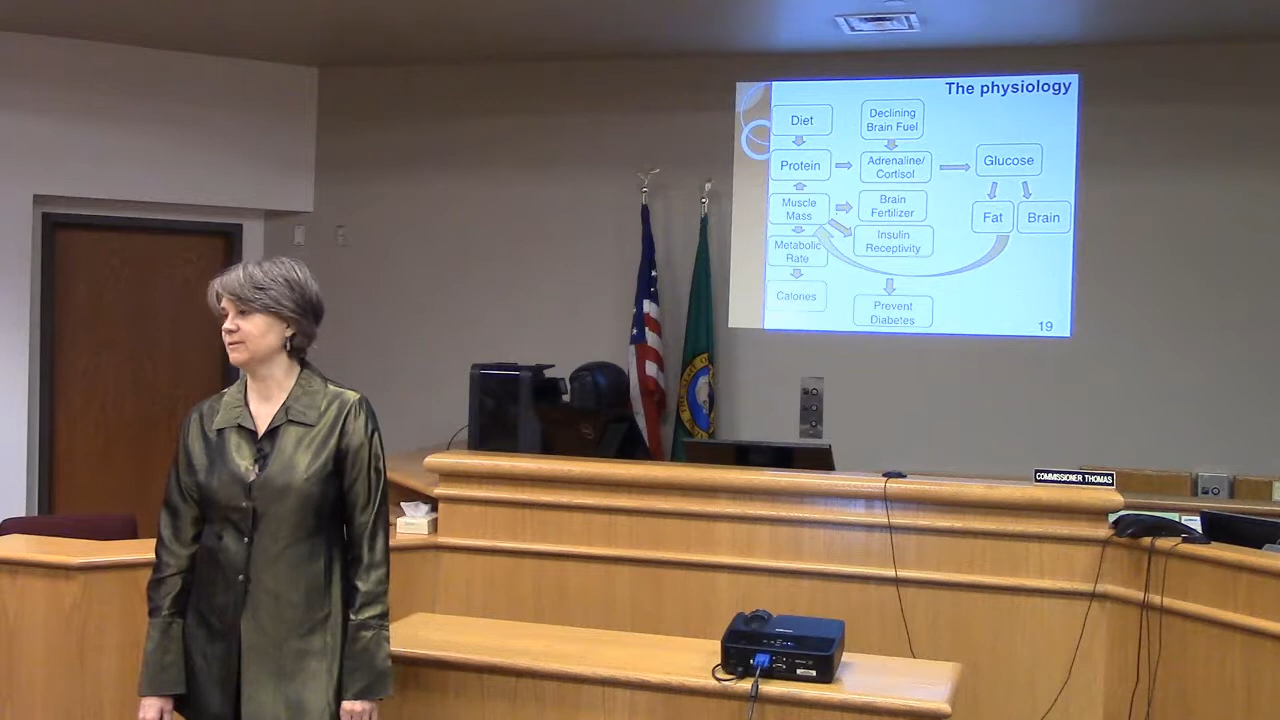 The physiology
Diet
Declining
Brain Fuel
Protein
Adrenaline/
Cortisol
Glucose
Muscle
Mass
Brain
Fertilizer
Fat
Brain
Insulin
Receptivity
Metabolic
Rate
Calories
Prevent
Diabetes
19
COMMISSIONER THOMAS